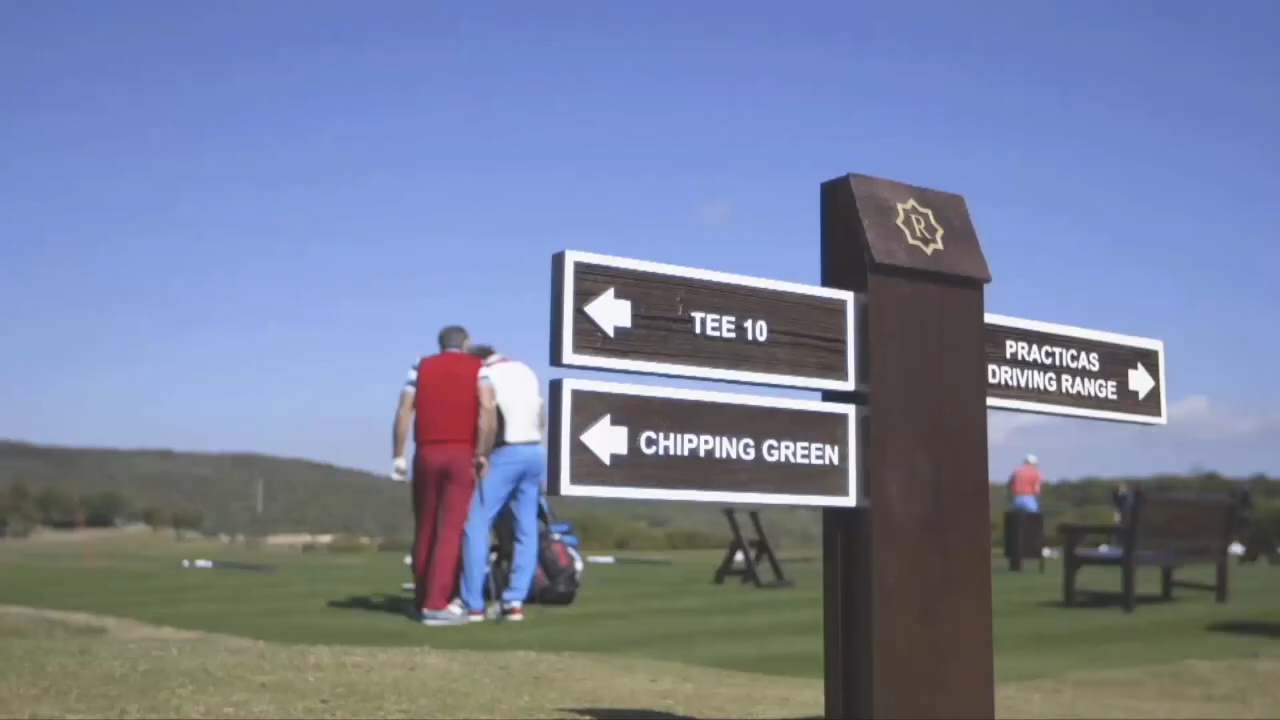 R
TEE 10
CHIPPING GREEN
PRACTICAS
DRIVING RANGE